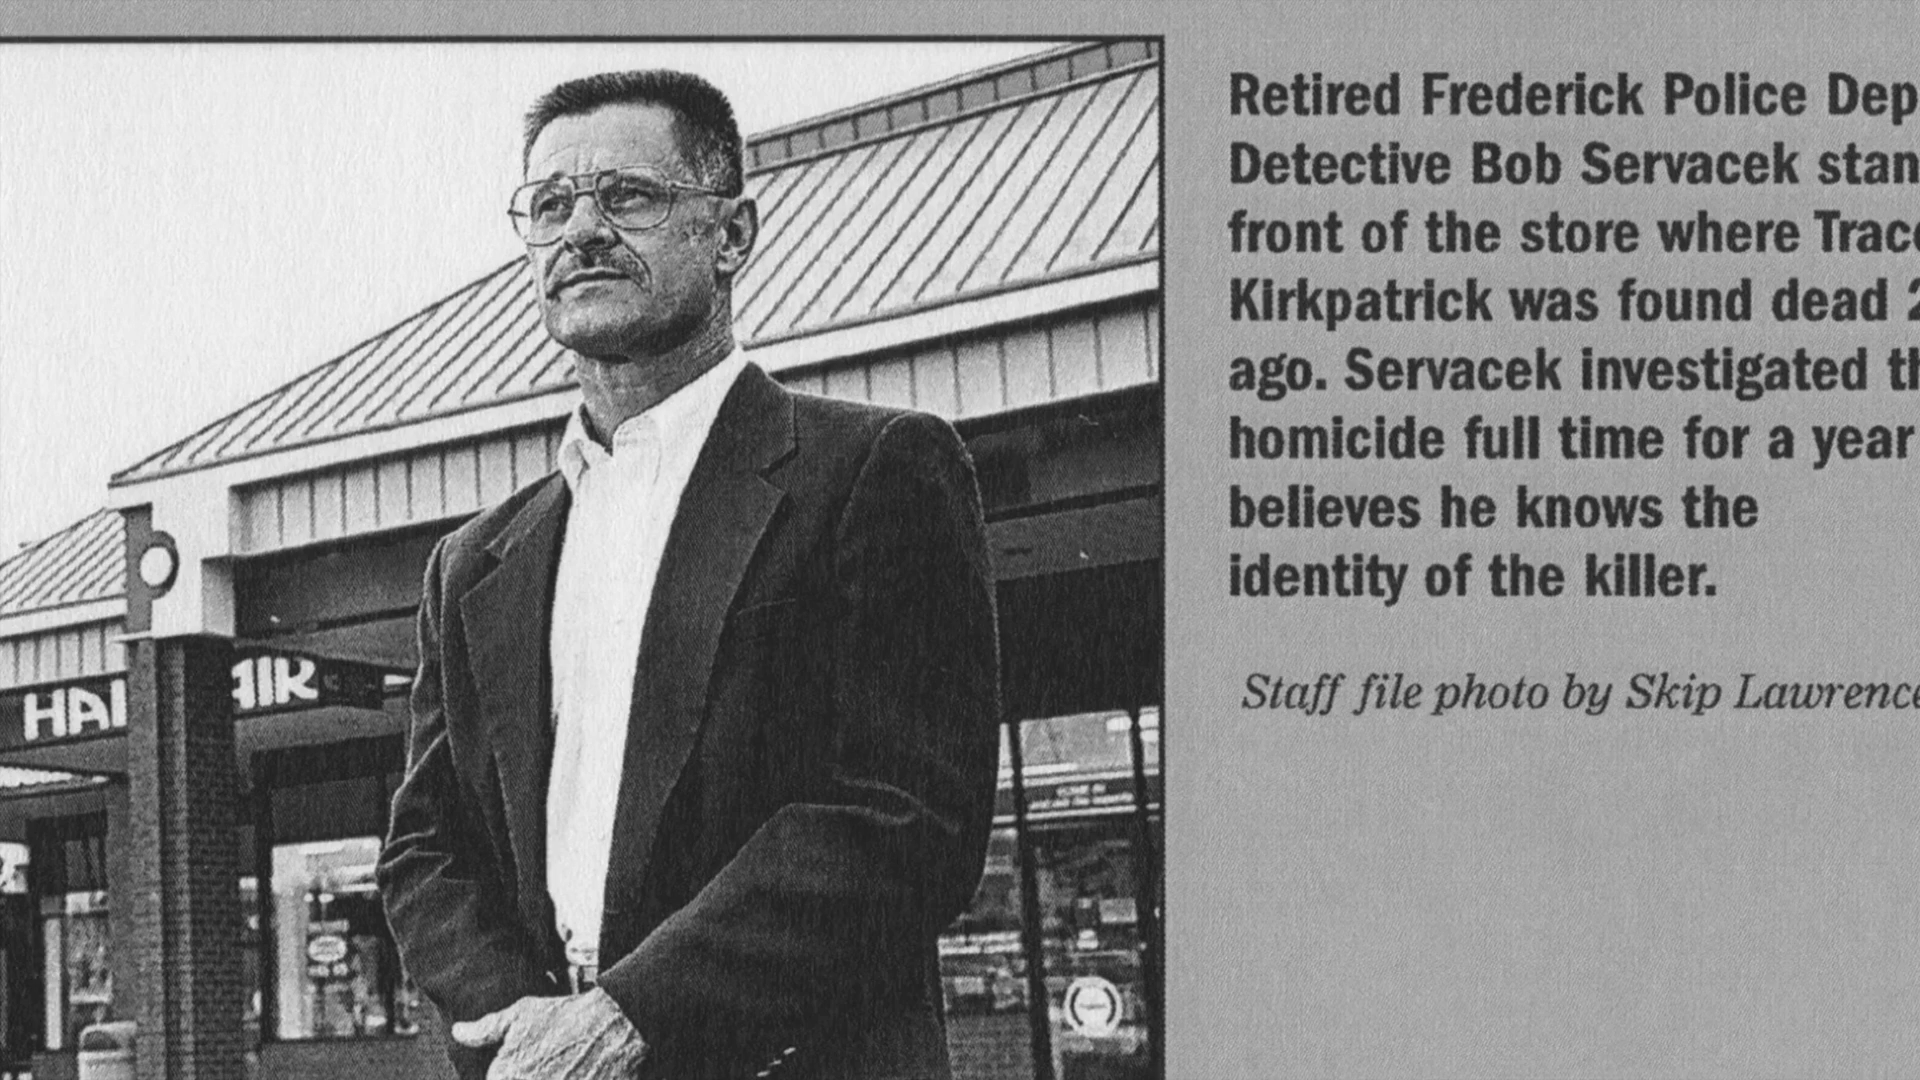 Retired Frederick Police Dep
Detective Bob Servacek stan
front of the store where Trac
Kirkpatrick was found dead 2
ago. Servacek investigated th
homicide full time for a year
believes he knows the
identity of the killer.
Staff file photo by Skip Lawrence
HAI
AIR